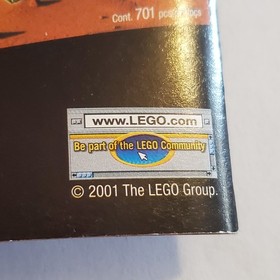 Cont. 701 pcs/pzs/pcs
www.LEGO.com
Be part of the LEGO Community
© 2001 The LEGO Group.